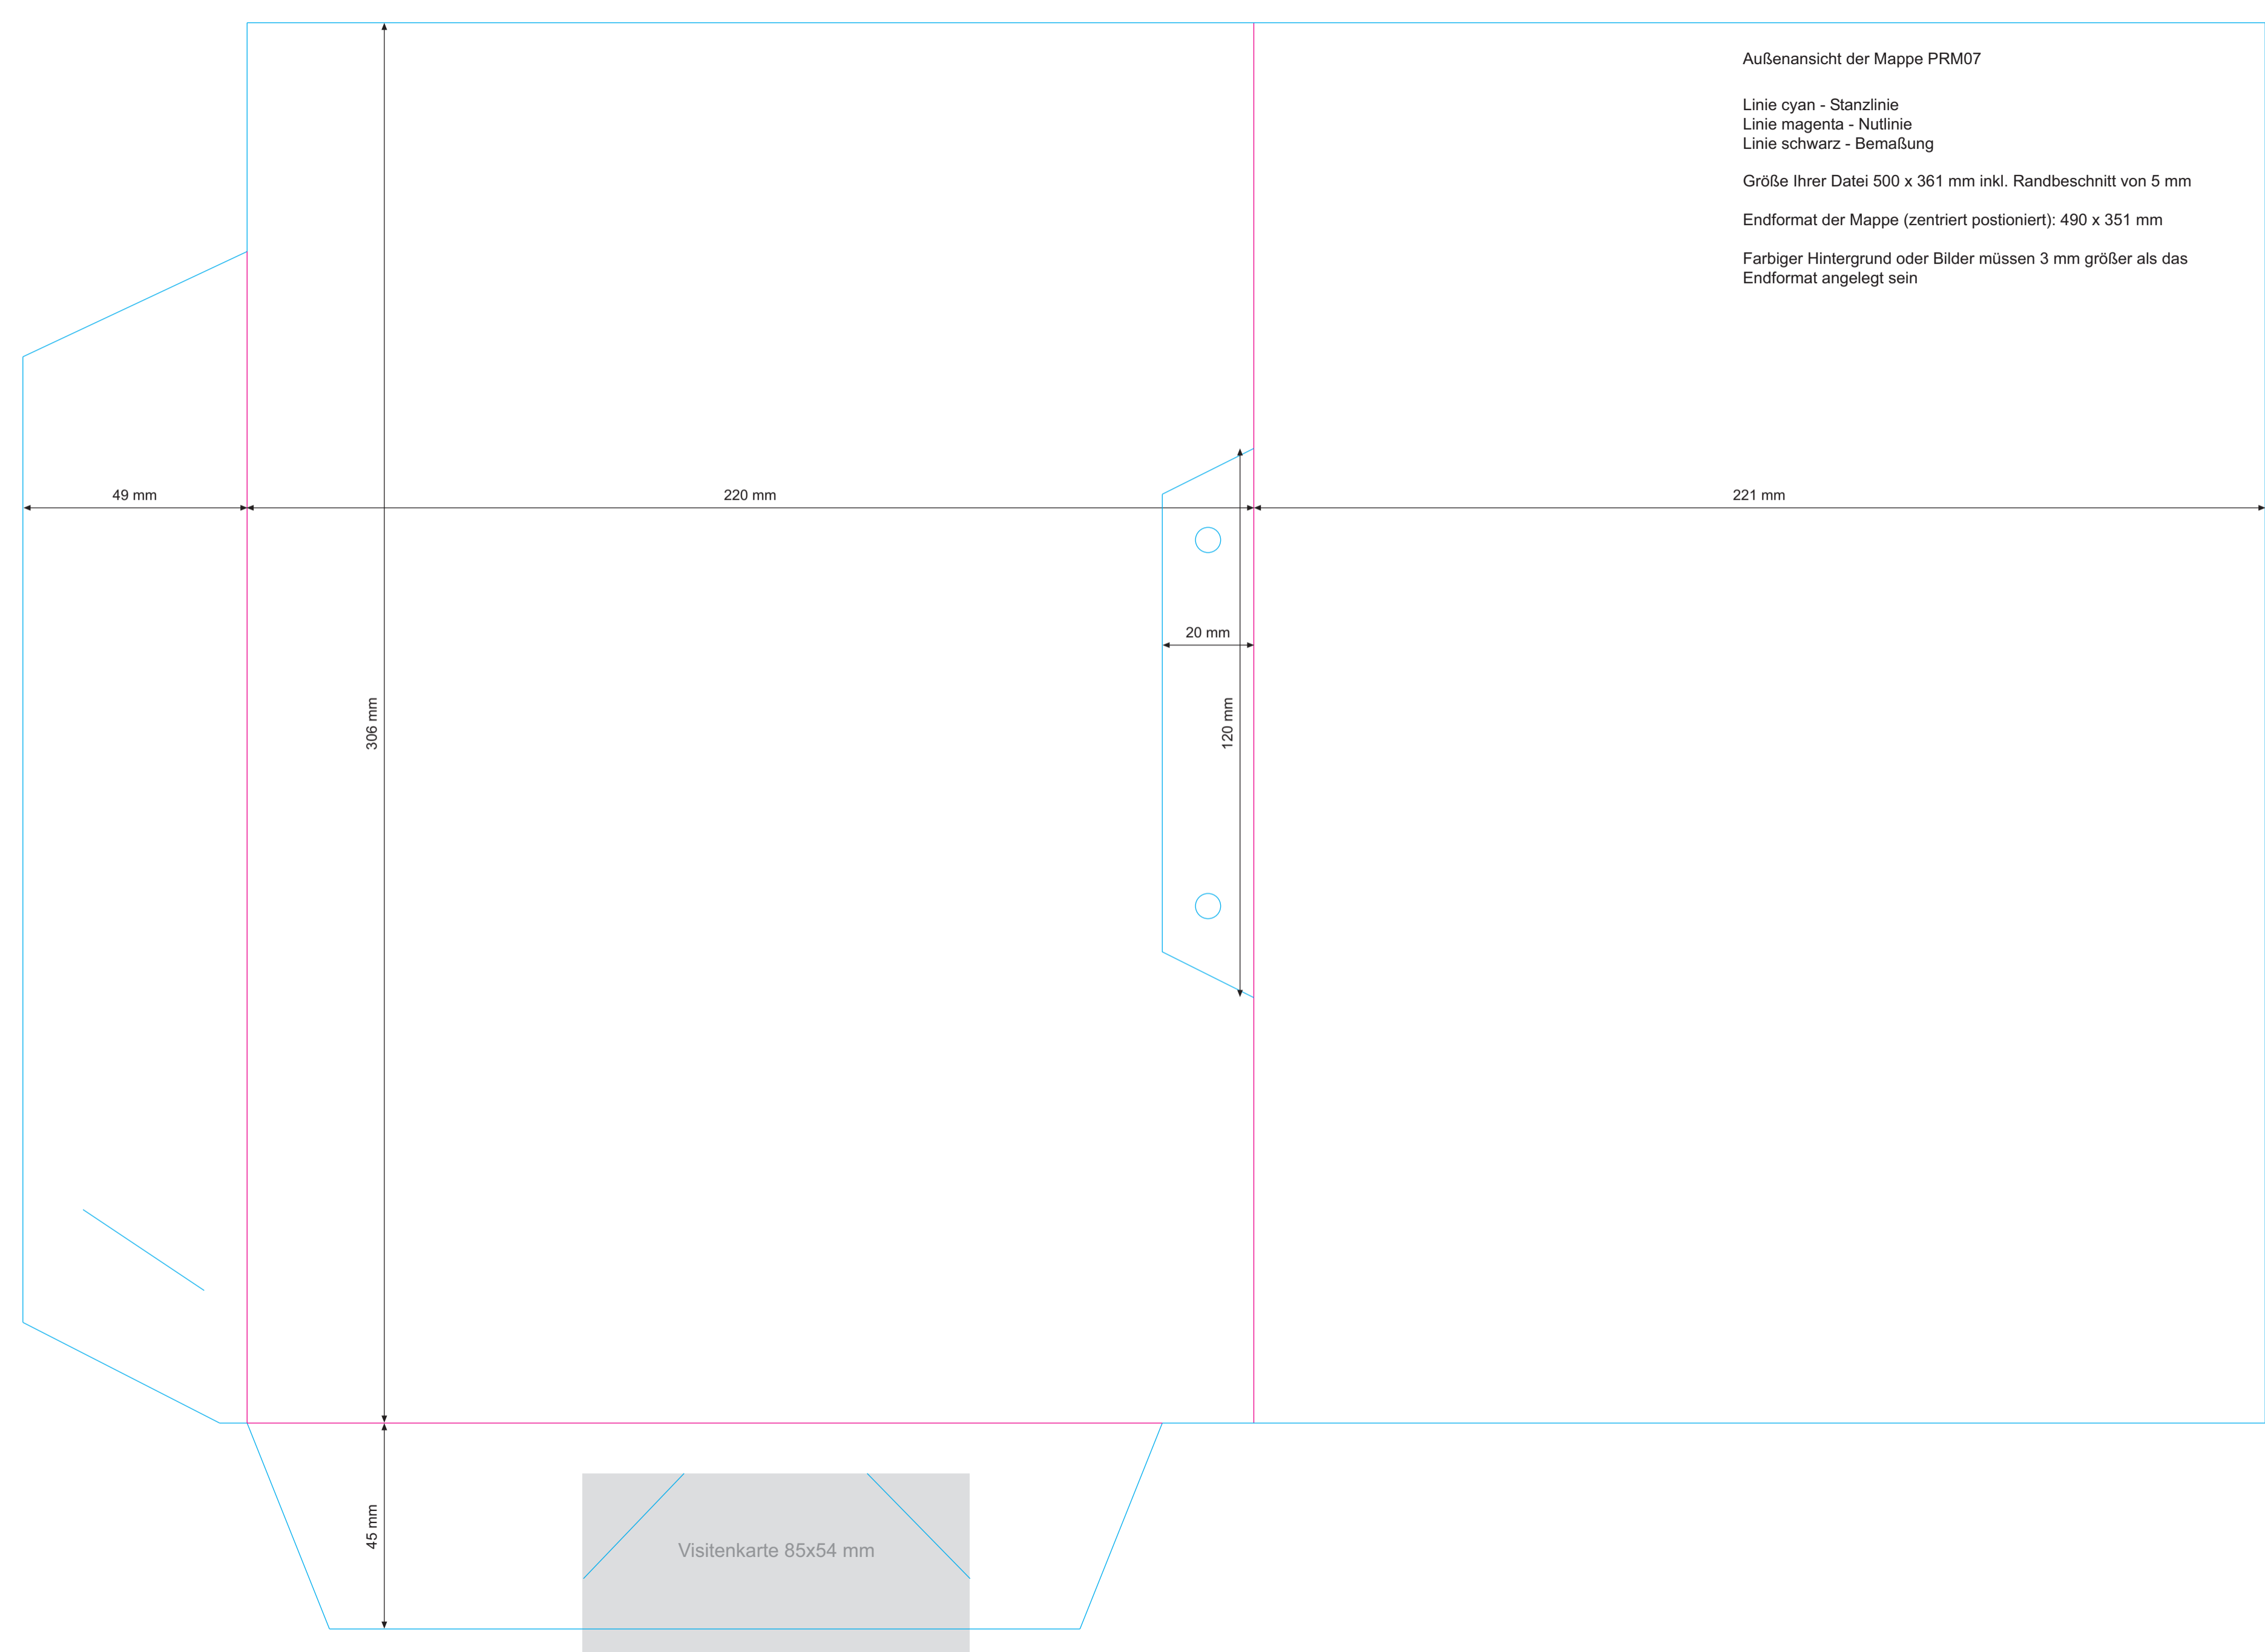 Außenansicht der Mappe PRM07
Linie cyan - Stanzlinie
Linie magenta - Nutlinie
Linie schwarz - Bemaßung
Größe Ihrer Datei 500 x 361 mm inkl. Randbeschnitt von 5 mm
Endformat der Mappe (zentriert postioniert): 490 x 351 mm
Farbiger Hintergrund oder Bilder müssen 3 mm größer als das
Endformat angelegt sein
49 mm
220 mm
221 mm
20 mm
306 mm
120 mm
45 mm
Visitenkarte 85x54 mm